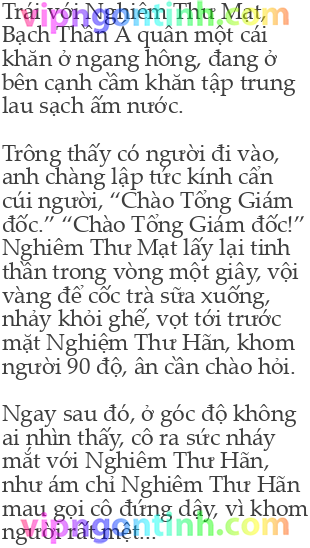 Trái với Nghiêm Thư Mạt,
Bạch Thần A quấn một cái
khăn ở ngang hông, đang ở
bên cạnh cầm khăn tập trung
lau sạch ấm nước.
Trông thấy có người đi vào,
anh chàng lập tức kính cẩn
cúi người, “Chào Tổng Giám
đốc.” “Chào Tổng Giám đốc!”
Nghiêm Thư Mạt lấy lại tinh
thần trong vòng một giây, vội
vàng để cốc trà sữa xuống,
nhảy khỏi ghế, vọt tới trước
mặt Nghiệm Thư Hãn, khom
người 90 độ, ân cần chào hỏi.
Ngay sau đó, ở góc độ không
ai nhìn thấy, cô ra sức nháy
mắt với Nghiêm Thư Hãn,
như ám chỉ Nghiêm Thư Hãn
mau gọi cô đứng dậy, vì khom
người rất mệt...
vipngontinh.com
vipngontinh.com